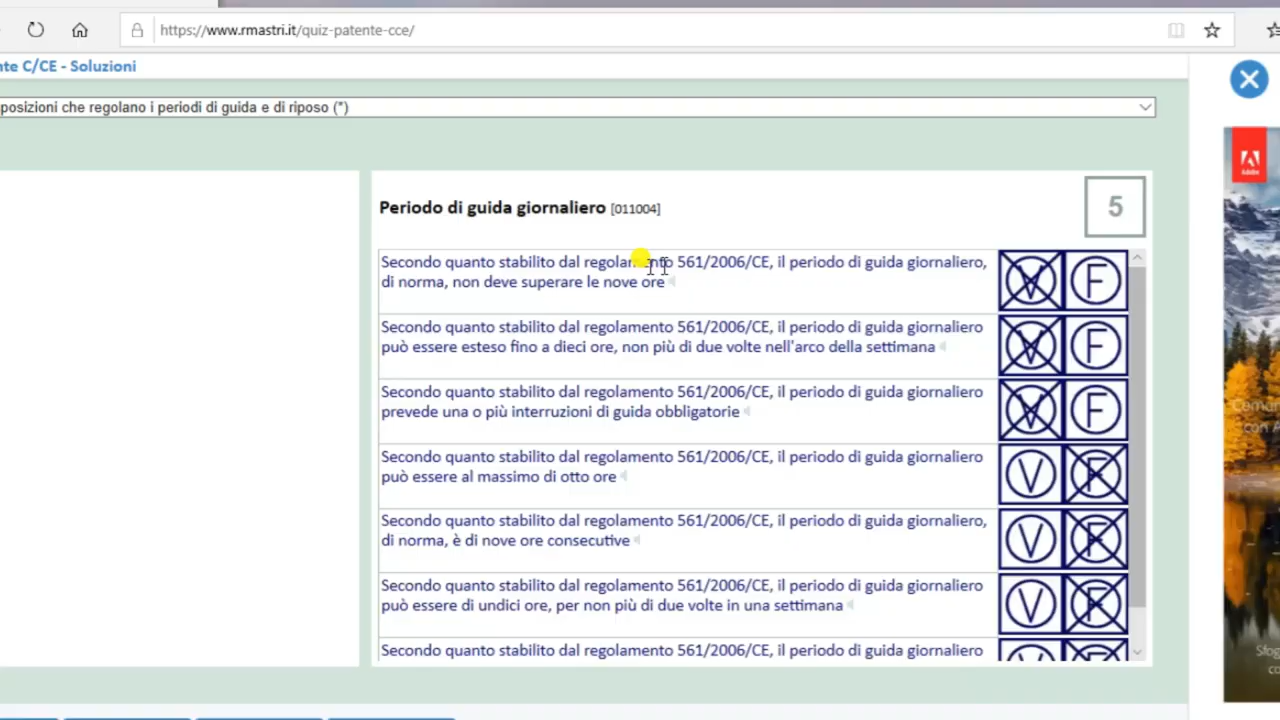 https://www.rmastri.it/quiz-patente-cce/
nte C/CE - Soluzioni
posizioni che regolano i periodi di guida e di riposo (*)
Periodo di guida giornaliero [011004]
5
Secondo quanto stabilito dal regolamento 561/2006/CE, il periodo di guida giornaliero,
di norma, non deve superare le nove ore
V F
Secondo quanto stabilito dal regolamento 561/2006/CE, il periodo di guida giornaliero
può essere esteso fino a dieci ore, non più di due volte nell'arco della settimana
V F
Secondo quanto stabilito dal regolamento 561/2006/CE, il periodo di guida giornaliero
prevede una o più interruzioni di guida obbligatorie
V F
Secondo quanto stabilito dal regolamento 561/2006/CE, il periodo di guida giornaliero
può essere al massimo di otto ore
V F
Secondo quanto stabilito dal regolamento 561/2006/CE, il periodo di guida giornaliero,
di norma, è di nove ore consecutive
V F
Secondo quanto stabilito dal regolamento 561/2006/CE, il periodo di guida giornaliero
può essere di undici ore, per non più di due volte in una settimana
V F
Secondo quanto stabilito dal regolamento 561/2006/CE, il periodo di guida giornaliero
Adobe
con A
Sfog
co